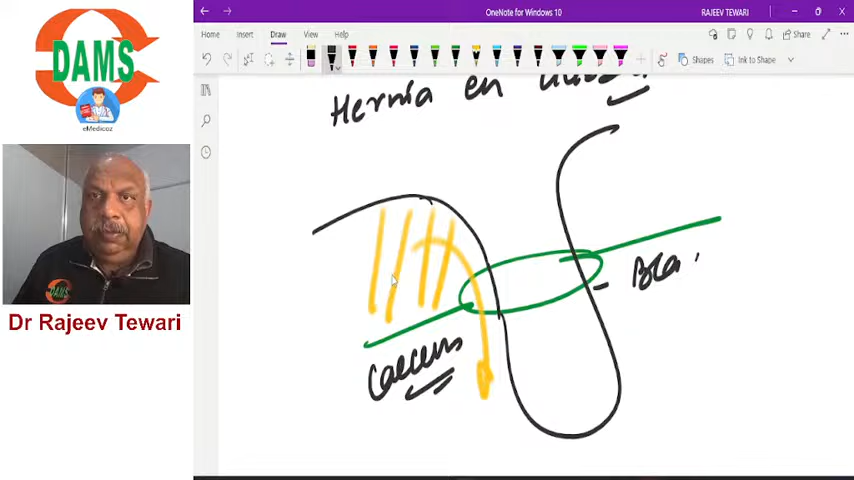 OneNote for Windows 10
RAJEEV TEWARI
Home Insert Draw View Help
Share
Shapes
Ink to Shape
DAMS
eMedicoz
Hernia en
Caecum
DAMS
Dr Rajeev Tewari